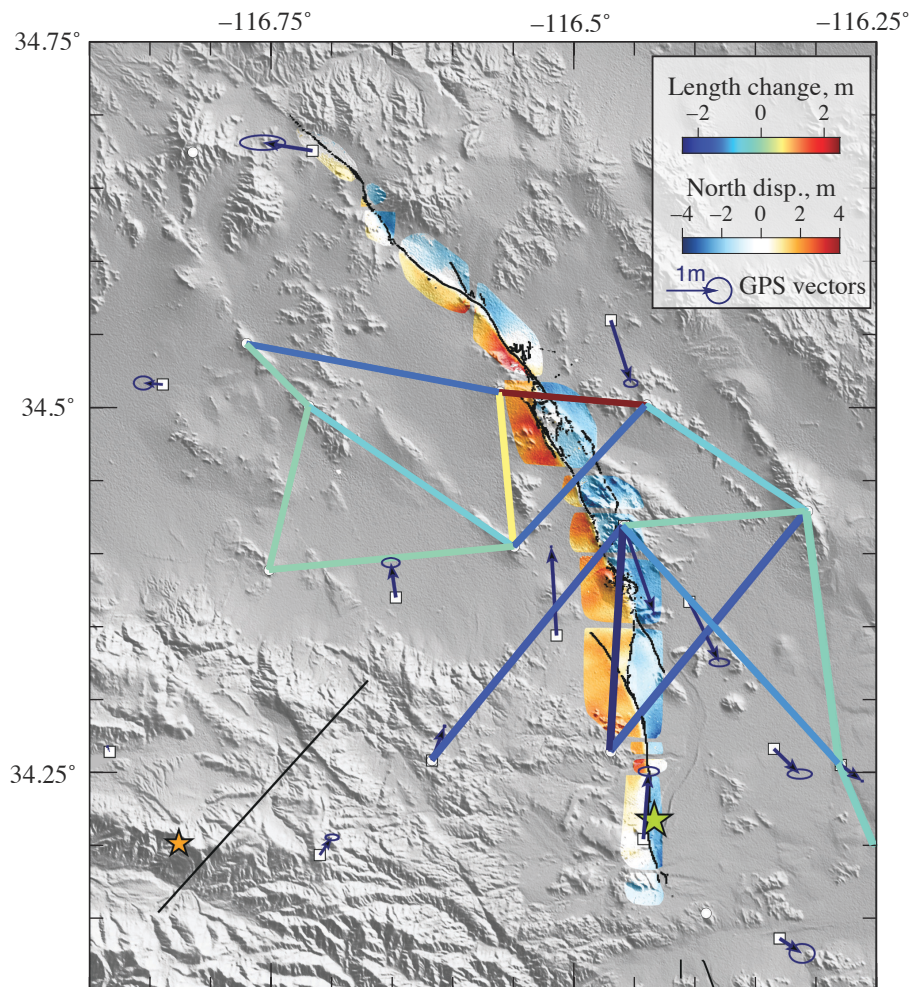 −116.75° −116.5° −116.25°
34.75°
Length change, m
−2 0 2
North disp., m
−4 −2 0 2 4
1m GPS vectors
34.5°
34.25°